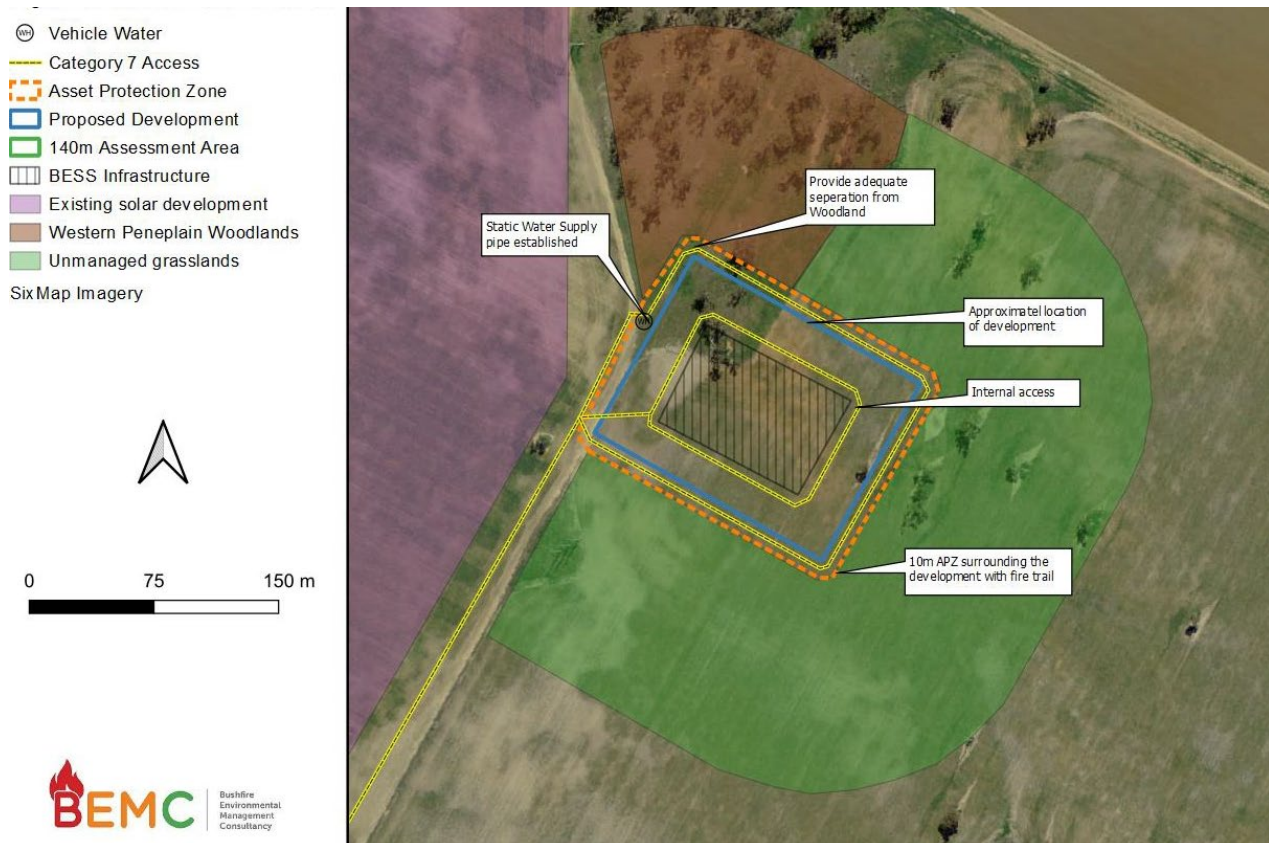 WH
Vehicle Water
Category 7 Access
Asset Protection Zone
Proposed Development
140m Assessment Area
BESS Infrastructure
Existing solar development
Western Peneplain Woodlands
Unmanaged grasslands
SixMap Imagery
0 75 150 m
BEMC
Bushfire
Environmental
Management
Consultancy
Provide adequate
seperation from
Woodland
Static Water Supply
pipe established
WH
Approximatel location
of development
Internal access
10m APZ surrounding the
development with fire trail